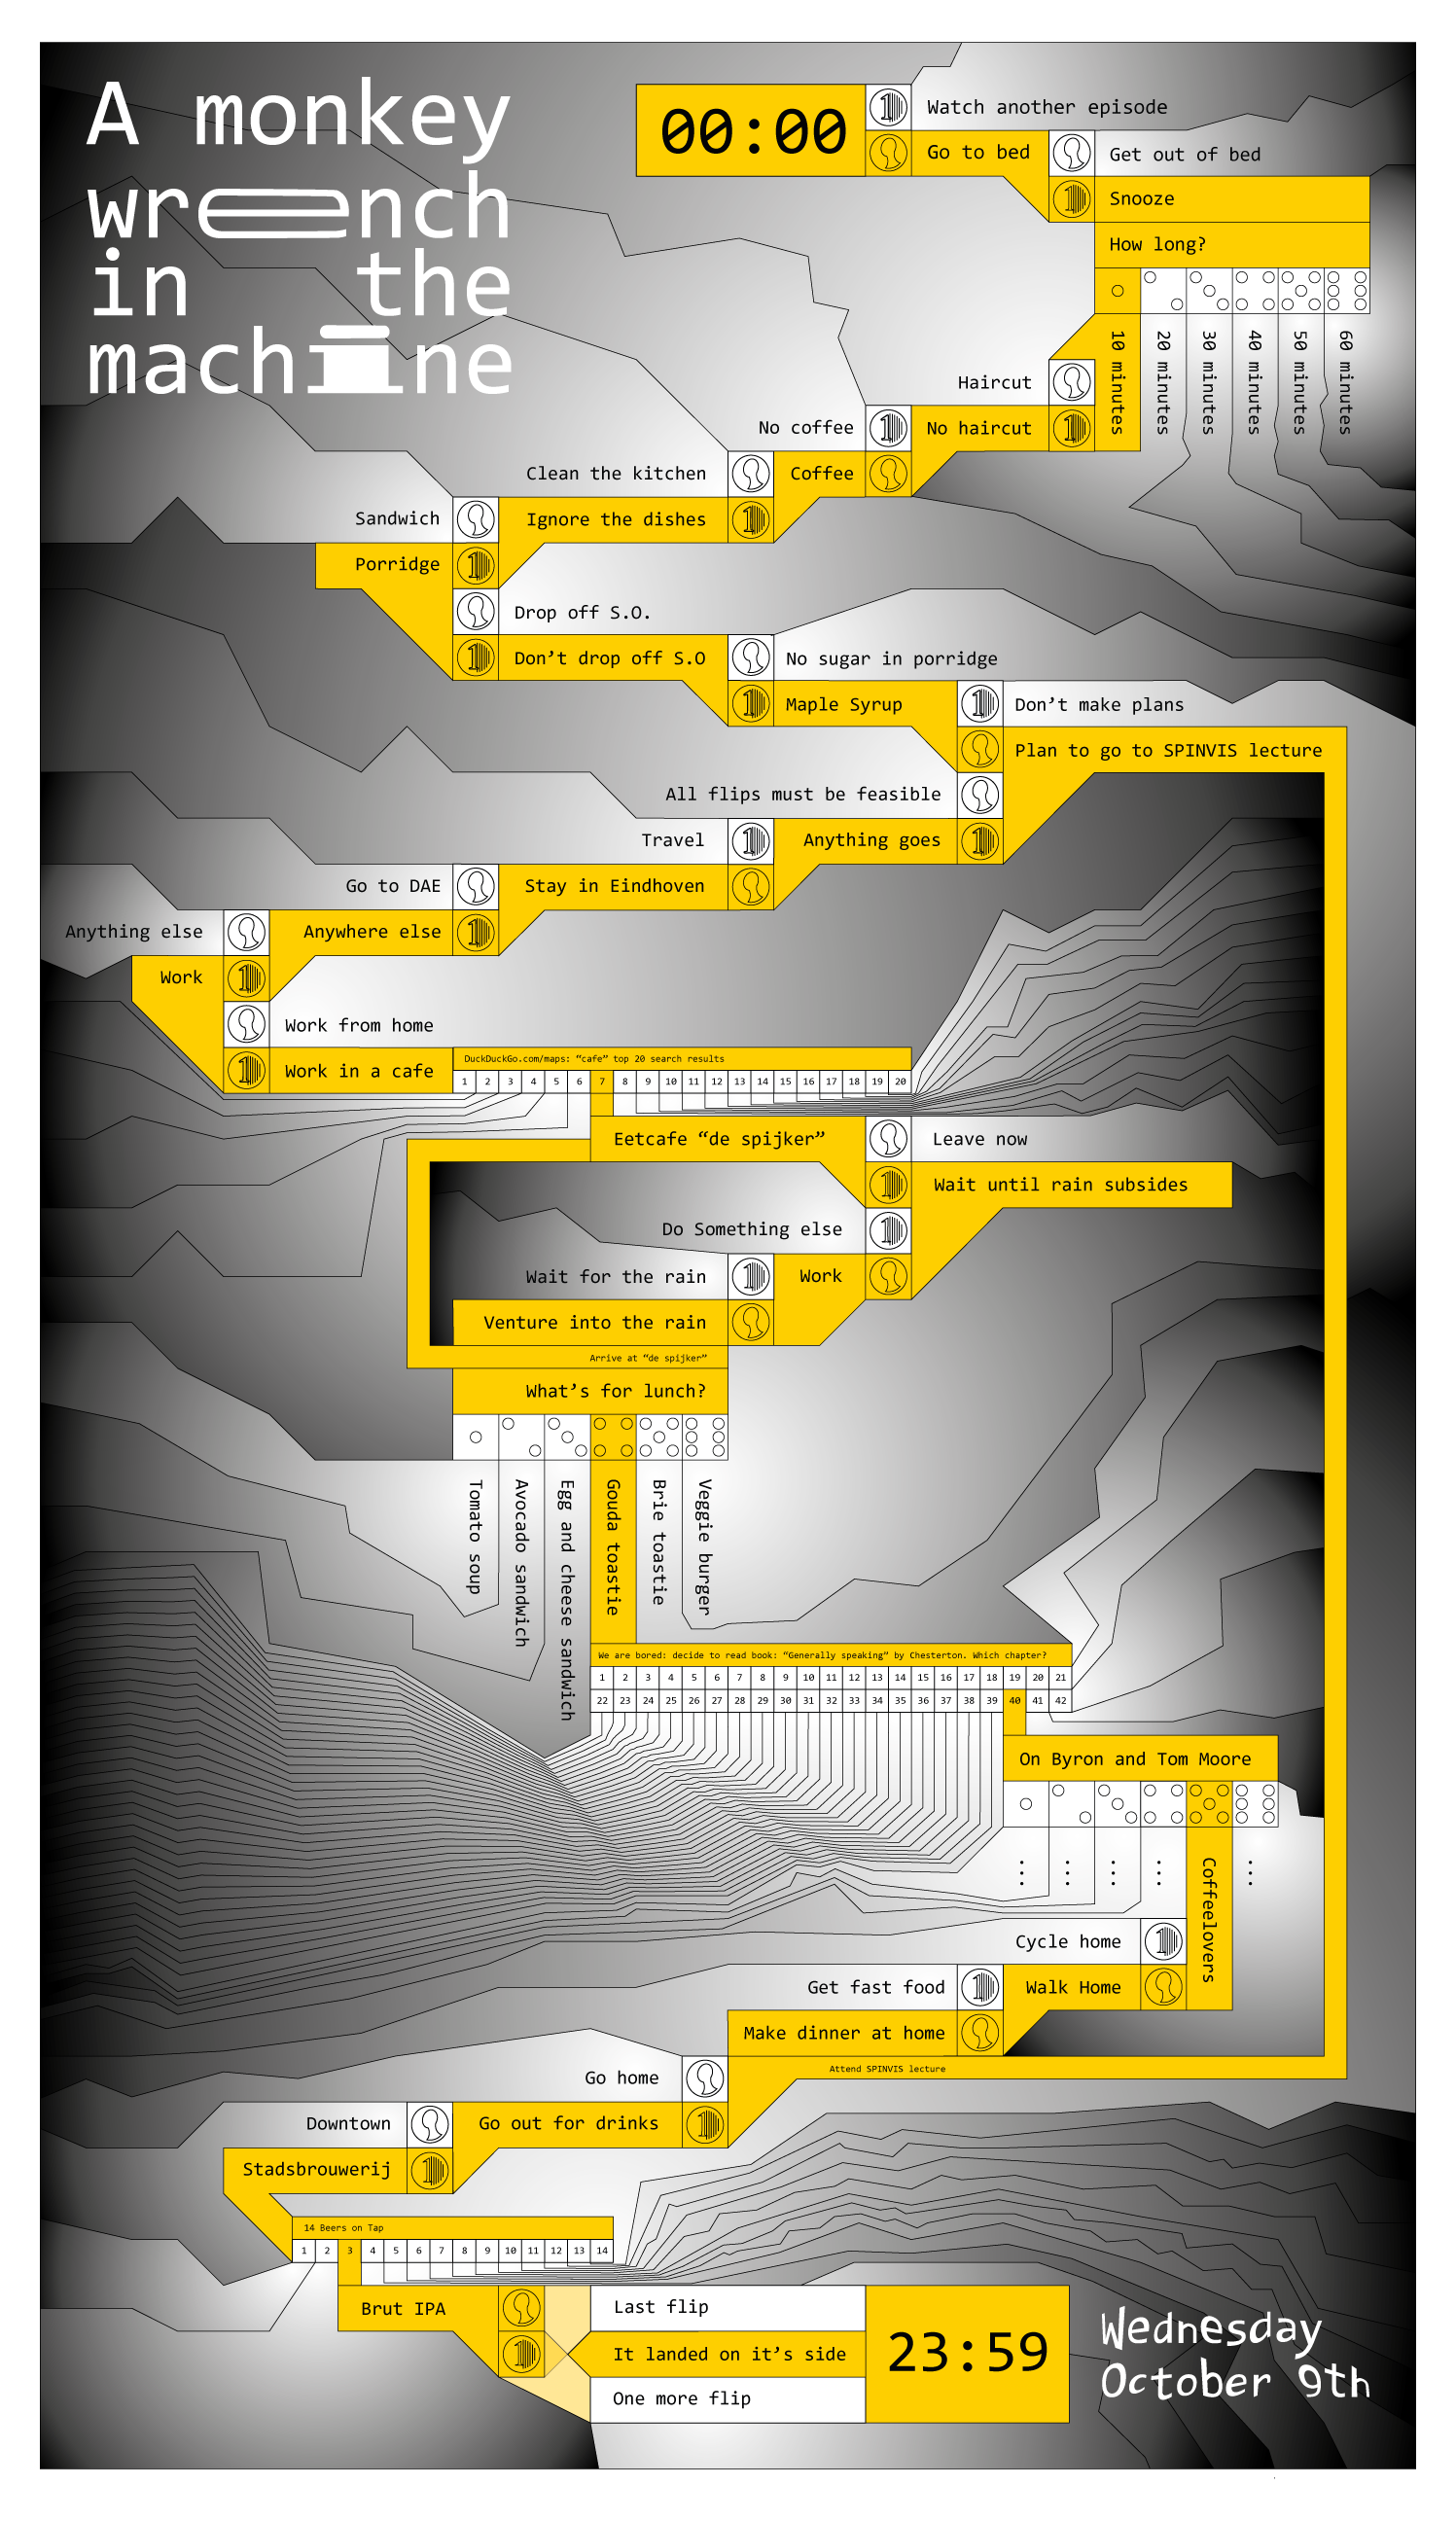 A monkey
wrench
in the
machine
00:00
Watch another episode
Go to bed
Get out of bed
Snooze
How long?
10 minutes
20 minutes
30 minutes
40 minutes
50 minutes
60 minutes
Haircut
No haircut
No coffee
Coffee
Clean the kitchen
Ignore the dishes
Sandwich
Porridge
Drop off S.O.
Don’t drop off S.O
No sugar in porridge
Maple Syrup
Don’t make plans
Plan to go to SPINVIS lecture
All flips must be feasible
Anything goes
Travel
Stay in Eindhoven
Go to DAE
Anywhere else
Anything else
Work
Work from home
Work in a cafe
DuckDuckGo.com/maps: “cafe” top 20 search results
1 2 3 4 5 6 7 8 9 10 11 12 13 14 15 16 17 18 19 20
Eetcafe “de spijker”
Leave now
Wait until rain subsides
Do Something else
Work
Wait for the rain
Venture into the rain
Arrive at “de spijker”
What’s for lunch?
Tomato soup
Avocado sandwich
Egg and cheese sandwich
Gouda toastie
Brie toastie
Veggie burger
We are bored: decide to read book: “Generally speaking” by Chesterton. Which chapter?
1 2 3 4 5 6 7 8 9 10 11 12 13 14 15 16 17 18 19 20 21
22 23 24 25 26 27 28 29 30 31 32 33 34 35 36 37 38 39 40 41 42
On Byron and Tom Moore
Coffeelovers
Cycle home
Walk Home
Get fast food
Make dinner at home
Attend SPINVIS lecture
Go home
Go out for drinks
Downtown
Stadsbrouwerij
14 Beers on Tap
1 2 3 4 5 6 7 8 9 10 11 12 13 14
Brut IPA
Last flip
It landed on it’s side
One more flip
23:59
Wednesday
October 9th